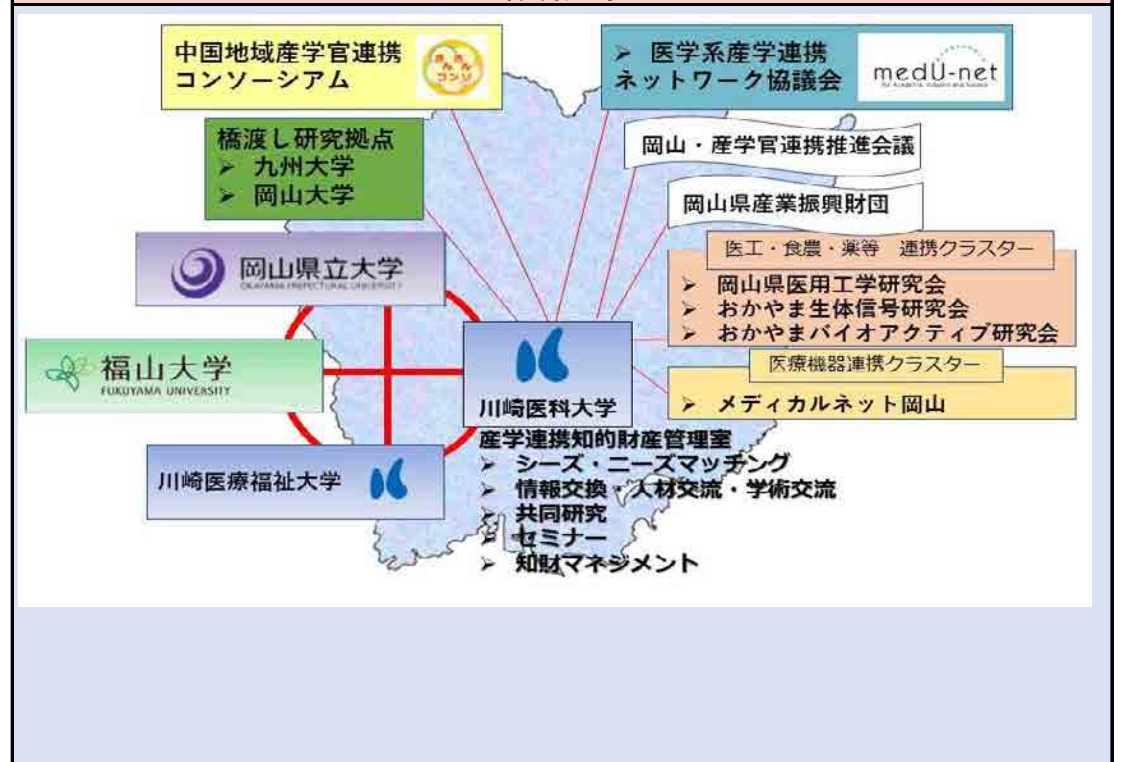 中国地域産学官連携
コンソーシアム
さんさん
コンソ
➢ 医学系産学連携
ネットワーク協議会
medU-net
橋渡し研究拠点
➢ 九州大学
➢ 岡山大学
岡山・産学官連携推進会議
岡山県産業振興財団
岡山県立大学
OKAYAMA PREFECTURAL UNIVERSITY
医工・食農・薬等 連携クラスター
➢ 岡山県医用工学研究会
➢ おかやま生体信号研究会
➢ おかやまバイオアクティブ研究会
福山大学
FUKUYAMA UNIVERSITY
医療機器連携クラスター
➢ メディカルネット岡山
川崎医科大学
川崎医療福祉大学
産学連携知的財産管理室
➢ シーズ・ニーズマッチング
➢ 情報交換・人材交流・学術交流
➢ 共同研究
➢ セミナー
➢ 知財マネジメント